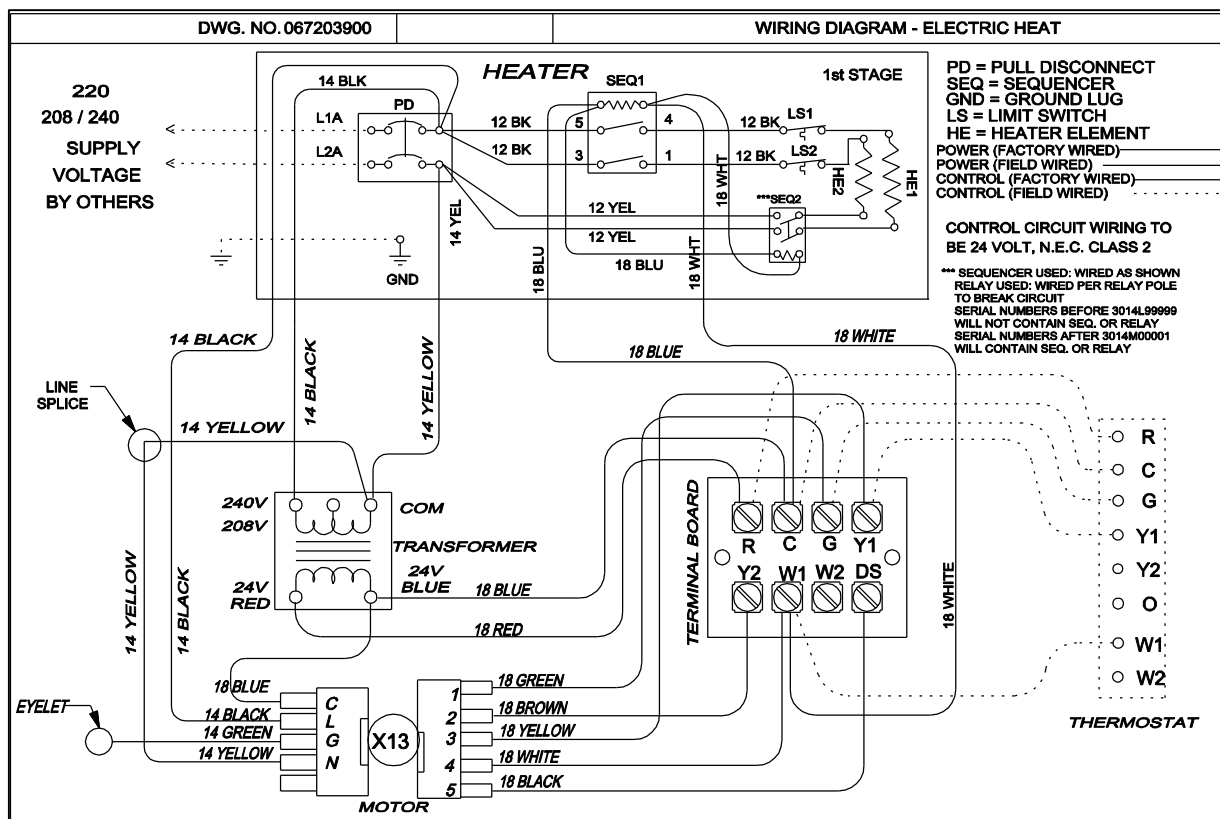 DWG. NO. 067203900
WIRING DIAGRAM - ELECTRIC HEAT
HEATER
SEQ1
1st STAGE
14 BLK
PD
L1A
L2A
220
208 / 240
SUPPLY
VOLTAGE
BY OTHERS
12 BK
12 BK
5
4
3
1
12 BK
LS1
12 BK
LS2
HE2
HE1
18 WHT
***SEQ2
14 YEL
12 YEL
12 YEL
18 BLU
18 BLU
18 WHT
GND
PD = PULL DISCONNECT
SEQ = SEQUENCER
GND = GROUND LUG
LS = LIMIT SWITCH
HE = HEATER ELEMENT
POWER (FACTORY WIRED)
POWER (FIELD WIRED)
CONTROL (FACTORY WIRED)
CONTROL (FIELD WIRED)
CONTROL CIRCUIT WIRING TO
BE 24 VOLT, N.E.C. CLASS 2
*** SEQUENCER USED: WIRED AS SHOWN
RELAY USED: WIRED PER RELAY POLE
TO BREAK CIRCUIT
SERIAL NUMBERS BEFORE 3014L99999
WILL NOT CONTAIN SEQ. OR RELAY
SERIAL NUMBERS AFTER 3014M00001
WILL CONTAIN SEQ. OR RELAY
14 BLACK
14 BLACK
14 YELLOW
18 BLUE
18 WHITE
LINE
SPLICE
14 YELLOW
240V
208V
COM
TRANSFORMER
24V
RED
24V
BLUE
18 BLUE
18 RED
14 YELLOW
14 BLACK
TERMINAL BOARD
R
C
G
Y1
Y2
W1
W2
DS
18 WHITE
R
C
G
Y1
Y2
O
W1
W2
THERMOSTAT
EYELET
18 BLUE
14 BLACK
14 GREEN
14 YELLOW
C
L
G
N
X13
MOTOR
1
2
3
4
5
18 GREEN
18 BROWN
18 YELLOW
18 WHITE
18 BLACK